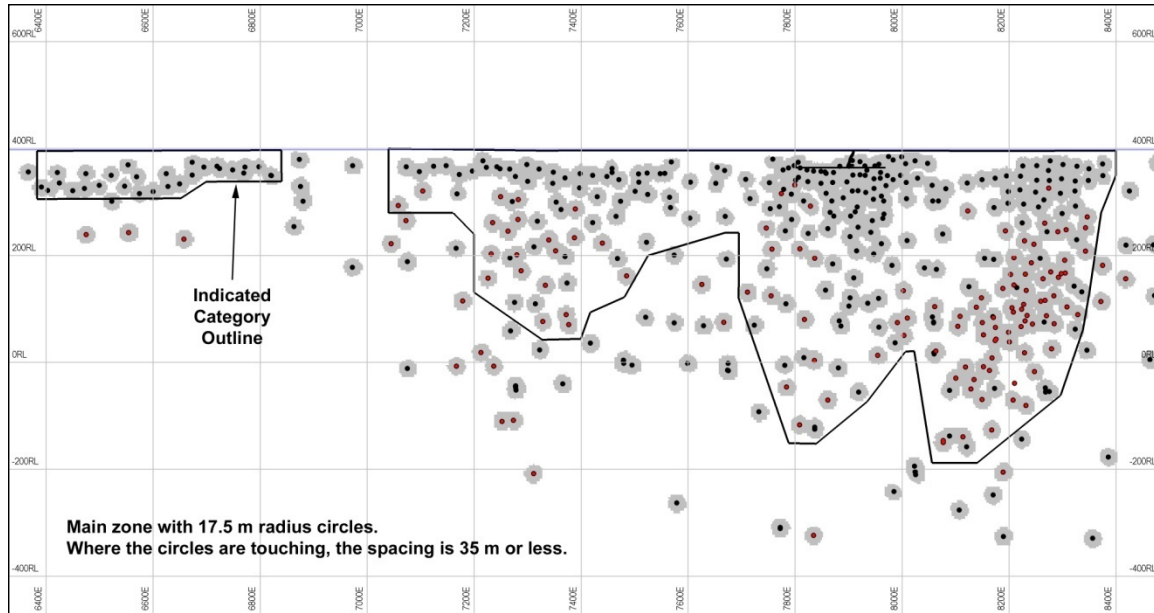 6400E 6600E 6800E 7000E 7200E 7400E 7600E 7800E 8000E 8200E 8400E
600RL 600RL
400RL 400RL
200RL 200RL
Indicated
Category
Outline
0RL 0RL
-200RL -200RL
Main zone with 17.5 m radius circles.
Where the circles are touching, the spacing is 35 m or less.
-400RL -400RL
6400E 6600E 6800E 7000E 7200E 7400E 7600E 7800E 8000E 8200E 8400E